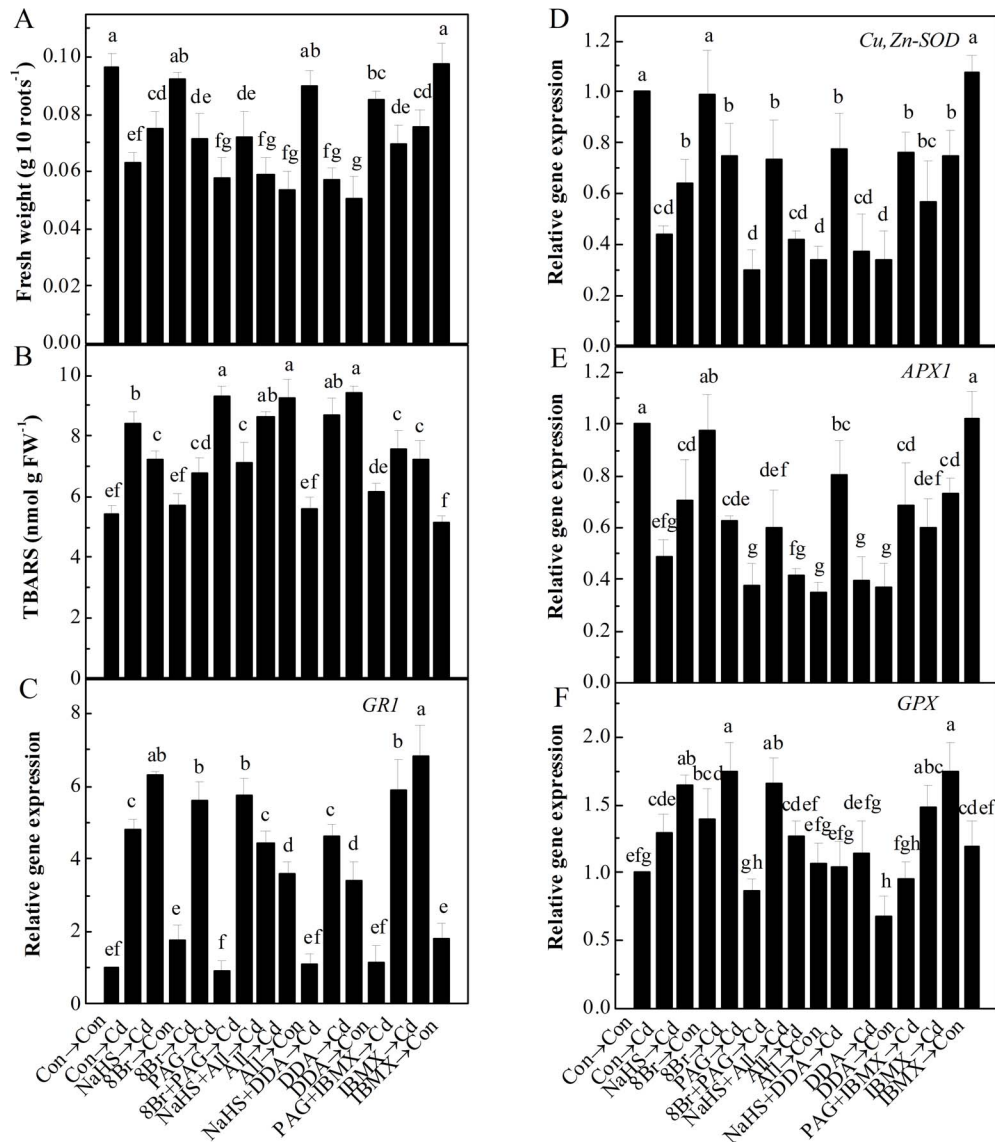 A
Fresh weight (g 10 roots-1)
0.10
0.08
0.06
0.04
0.02
0.00
a
ef
cd
ab
de
fg
de
fg
fg
ab
fg
g
bc
de
cd
a
B
TBARS (nmol g FW-1)
10
8
6
4
2
0
ef
b
c
ef
cd
a
c
ab
a
ef
ab
a
de
c
c
f
C
GR1
Relative gene expression
8
6
4
2
0
ef
c
ab
e
b
f
b
c
d
ef
c
d
ef
b
a
e
Con→Con
Con→Cd
NaHS→Cd
8Br→Con
8Br→Cd
PAG→Cd
8Br+PAG→Cd
NaHS+All→Cd
All→Cd
All→Con
NaHS+DDA→Cd
DDA→Cd
DDA→Con
PAG+IBMX→Cd
IBMX→Cd
IBMX→Con
D
Cu,Zn-SOD
Relative gene expression
1.2
1.0
0.8
0.6
0.4
0.2
0.0
a
cd
b
a
b
d
b
cd
d
b
cd
d
b
bc
b
a
E
APX1
Relative gene expression
1.2
1.0
0.8
0.6
0.4
0.2
0.0
a
efg
cd
ab
cde
g
def
fg
g
bc
g
g
cd
def
cd
a
F
GPX
Relative gene expression
2.0
1.5
1.0
0.5
0.0
efg
cde
ab
bcd
a
gh
ab
cdef
efg
efg
defg
h
fgh
abc
a
cdef
Con→Con
Con→Cd
NaHS→Cd
8Br→Con
8Br→Cd
PAG→Cd
8Br+PAG→Cd
NaHS+All→Cd
All→Cd
All→Con
NaHS+DDA→Cd
DDA→Cd
DDA→Con
PAG+IBMX→Cd
IBMX→Cd
IBMX→Con